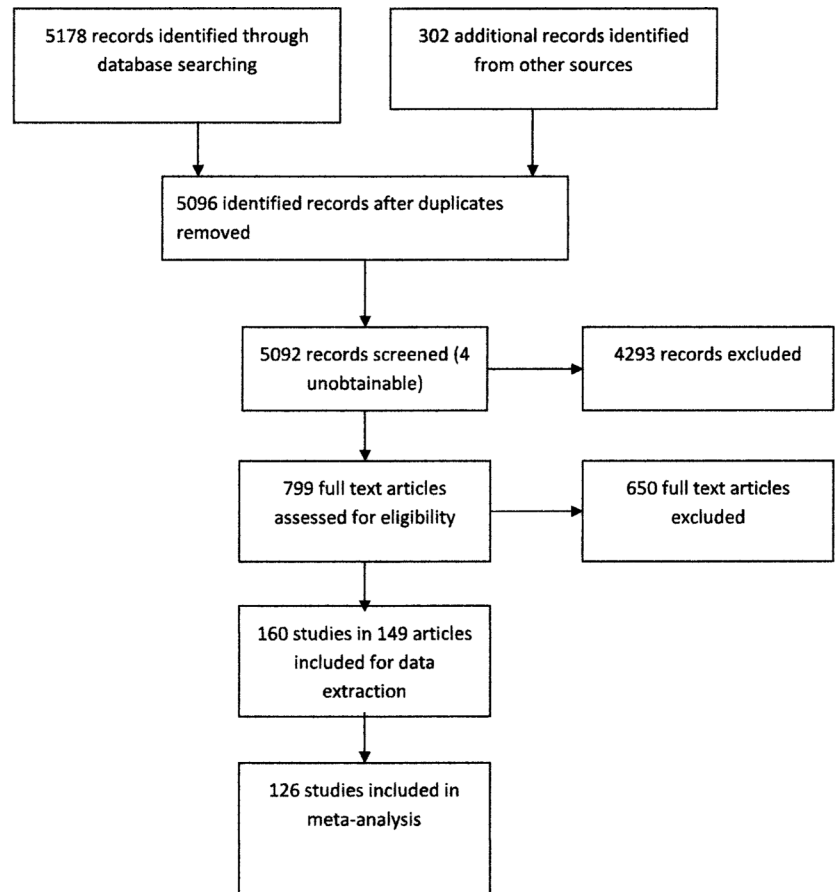 5178 records identified through
database searching
302 additional records identified
from other sources
5096 identified records after duplicates
removed
5092 records screened (4
unobtainable)
4293 records excluded
799 full text articles
assessed for eligibility
650 full text articles
excluded
160 studies in 149 articles
included for data
extraction
126 studies included in
meta-analysis